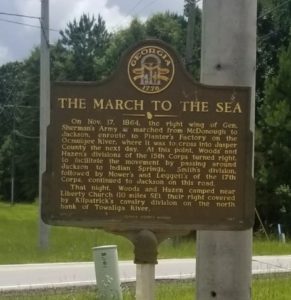 GEORGIA
1776
THE MARCH TO THE SEA
On Nov. 17, 1864, the right wing of Gen.
Sherman's Army marched from McDonough to
Jackson, enroute to Planter's Factory on the
Ocmulgee River, where it was to cross into Jasper
County the next day. At this point, Woods' and
Hazen's divisions of the 15th Corps turned right,
to facilitate the movement by passing around
Jackson to Indian Springs. Smith's division,
followed by Mower's and Leggett's of the 17th
Corps, continued to Jackson on this road.
That night, Woods and Hazen camped near
Liberty Church (10 miles SE), their right covered
by Kilpatrick's cavalry division on the north
bank of Towaliga River.